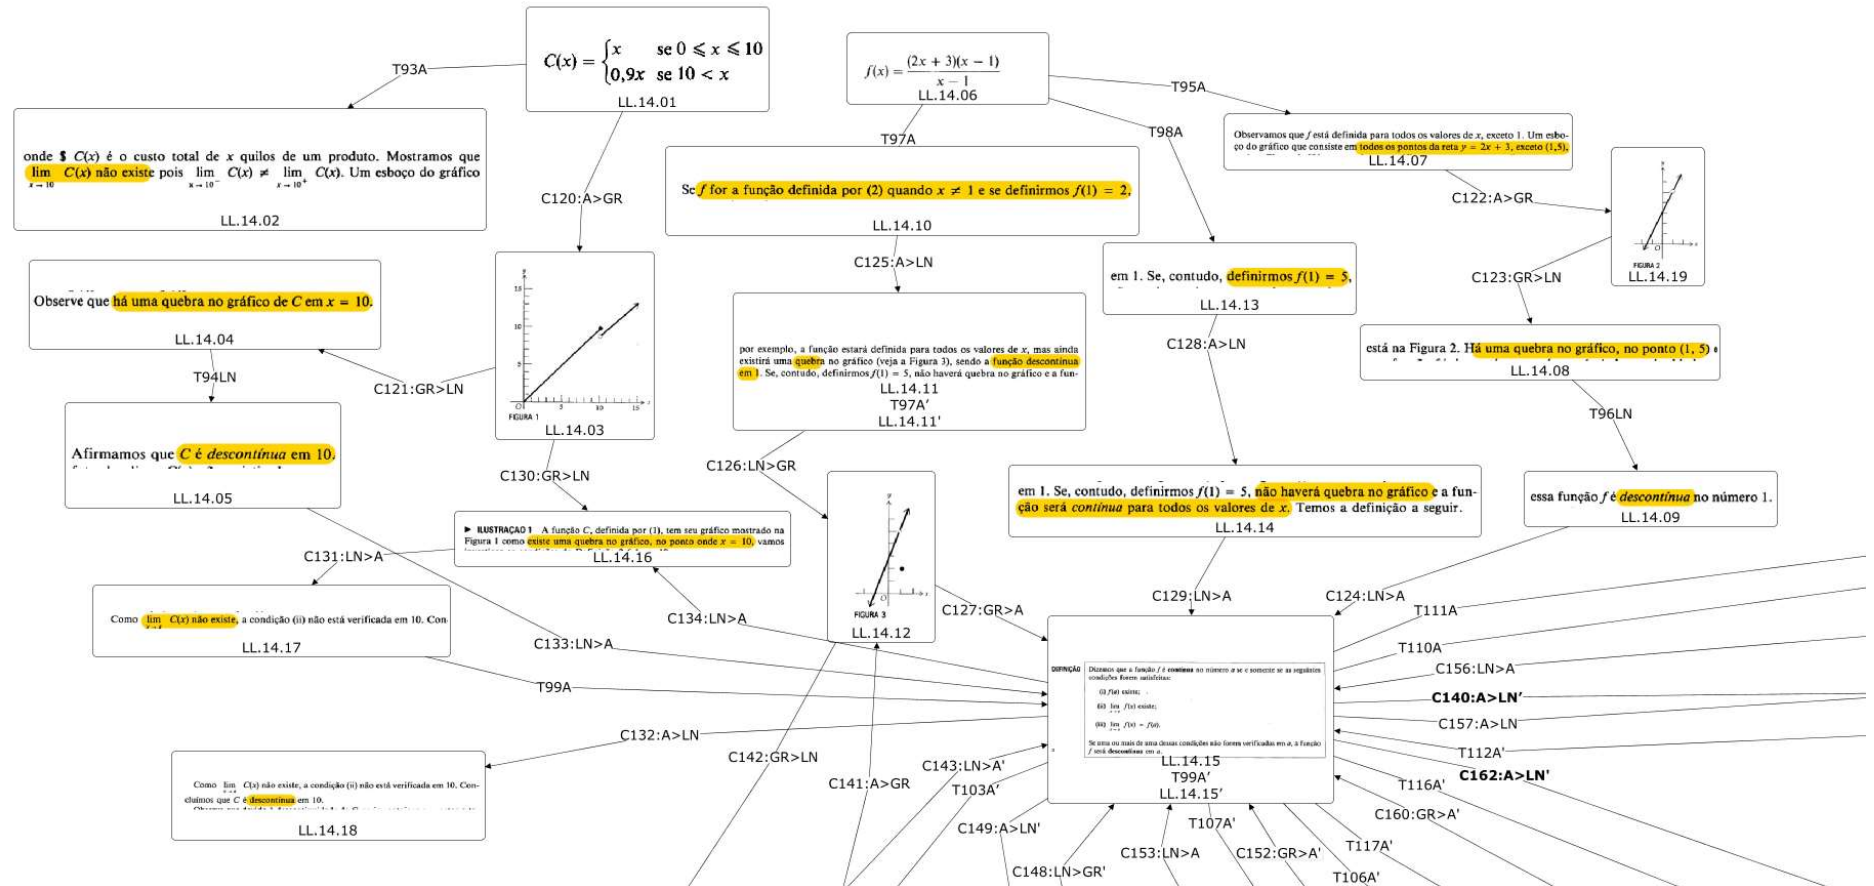 C(x) = { x se 0 ⩽ x ⩽ 10
0,9x se 10 < x
LL.14.01
f(x) = (2x + 3)(x − 1)
x − 1
LL.14.06
T93A
T95A
T97A
T98A
onde $ C(x) é o custo total de x quilos de um produto. Mostramos que
lim C(x) não existe pois lim C(x) ≠ lim C(x). Um esboço do gráfico
x→10 x→10⁻ x→10⁺
LL.14.02
Observamos que f está definida para todos os valores de x, exceto 1. Um esbo-
ço do gráfico que consiste em todos os pontos da reta y = 2x + 3, exceto (1,5),
LL.14.07
C120:A>GR
Se f for a função definida por (2) quando x ≠ 1 e se definirmos f(1) = 2,
LL.14.10
C122:A>GR
FIGURA 2
LL.14.19
Observe que há uma quebra no gráfico de C em x = 10.
LL.14.04
C125:A>LN
em 1. Se, contudo, definirmos f(1) = 5,
LL.14.13
C123:GR>LN
T94LN
C121:GR>LN
15
10
5
O 5 10 15
FIGURA 1
LL.14.03
por exemplo, a função estará definida para todos os valores de x, mas ainda
existirá uma quebra no gráfico (veja a Figura 3), sendo a função descontínua
em 1. Se, contudo, definirmos f(1) = 5, não haverá quebra no gráfico e a fun-
LL.14.11
T97A′
LL.14.11'
C128:A>LN
está na Figura 2. Há uma quebra no gráfico, no ponto (1, 5)
LL.14.08
T96LN
Afirmamos que C é descontínua em 10.
LL.14.05
C130:GR>LN
C126:LN>GR
FIGURA 3
LL.14.12
em 1. Se, contudo, definirmos f(1) = 5, não haverá quebra no gráfico e a fun-
ção será contínua para todos os valores de x. Temos a definição a seguir.
LL.14.14
essa função f é descontínua no número 1.
LL.14.09
► ILUSTRAÇÃO 1 A função C, definida por (1), tem seu gráfico mostrado na
Figura 1 como existe uma quebra no gráfico, no ponto onde x = 10, vamos
LL.14.16
C131:LN>A
Como lim C(x) não existe, a condição (ii) não está verificada em 10. Con-
LL.14.17
C134:LN>A
C133:LN>A
C127:GR>A
C129:LN>A
C124:LN>A
T111A
T110A
C156:LN>A
C140:A>LN′
C157:A>LN
T112A'
C162:A>LN'
T99A
C132:A>LN
DEFINIÇÃO Dizemos que a função f é contínua no número a se e somente se as seguintes
condições forem satisfeitas:
(i) f(a) existe;
(ii) lim f(x) existe;
(iii) lim f(x) = f(a).
Se uma ou mais de uma dessas condições não forem verificadas em a, a função
f será descontínua em a.
LL.14.15
T99A′
LL.14.15′
Como lim C(x) não existe, a condição (ii) não está verificada em 10. Con-
cluímos que C é descontínua em 10.
LL.14.18
C142:GR>LN
C141:A>GR
C143:LN>A'
T103A′
C149:A>LN'
C148:LN>GR'
C153:LN>A
T107A'
C152:GR>A'
T106A'
T117A'
C160:GR>A'
T116A'